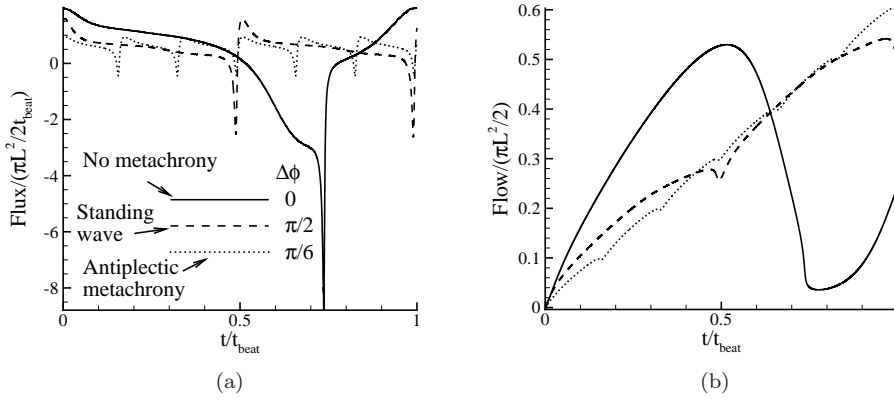 Flux/(πL²/2t_beat)
2
0
-2
-4
-6
-8
No metachrony
Standing
wave
Antiplectic
metachrony
Δϕ
0
π/2
π/6
0
0.5
1
t/t_beat
(a)
Flow/(πL²/2)
0.6
0.5
0.4
0.3
0.2
0.1
0
0
0.5
t/t_beat
(b)